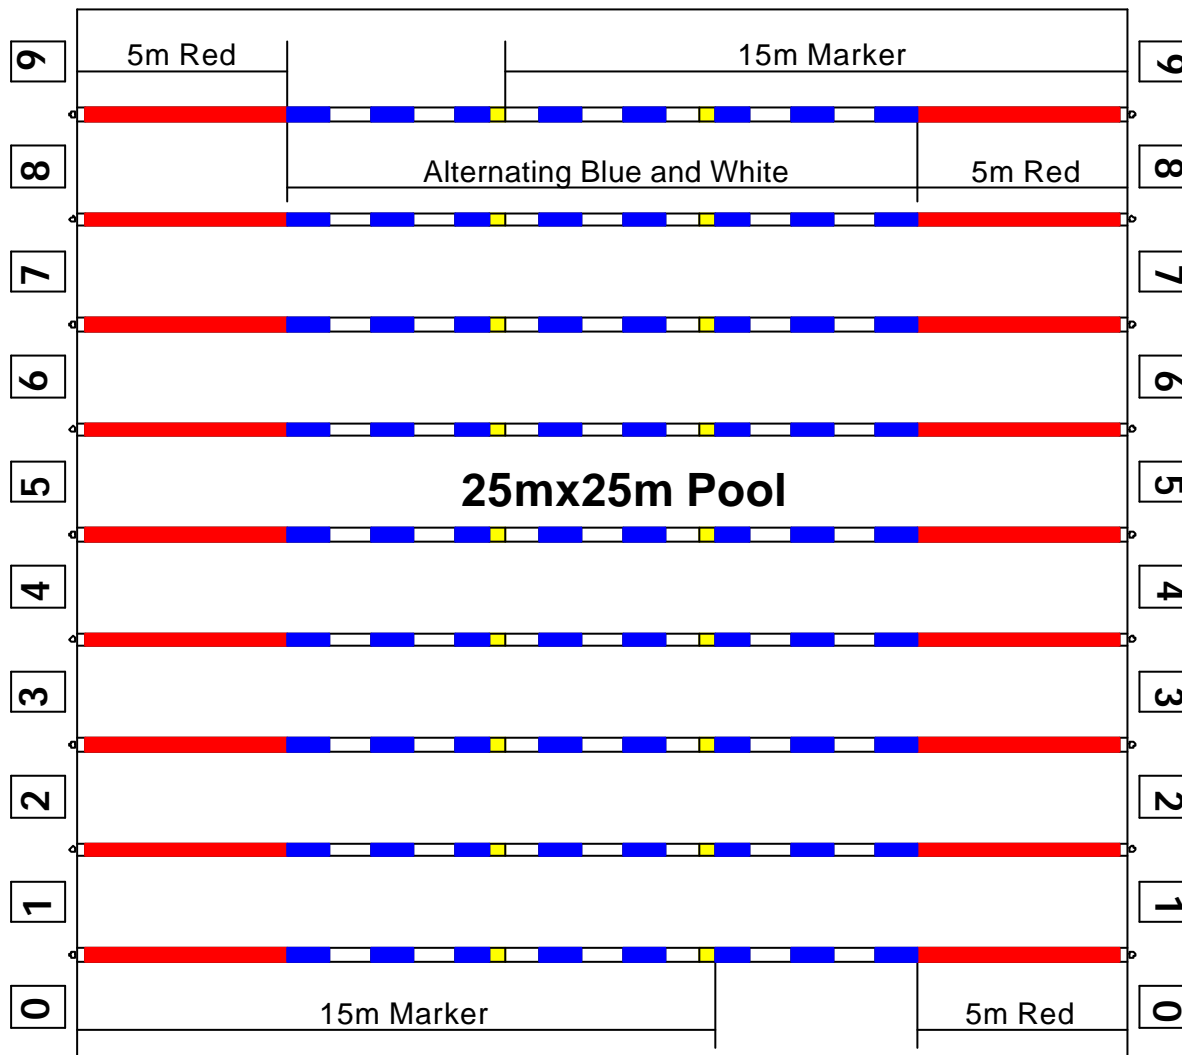 9 5m Red 15m Marker 9
8 Alternating Blue and White 5m Red 8
7 7
6 6
5 25mx25m Pool 5
4 4
3 3
2 2
1 1
0 15m Marker 5m Red 0